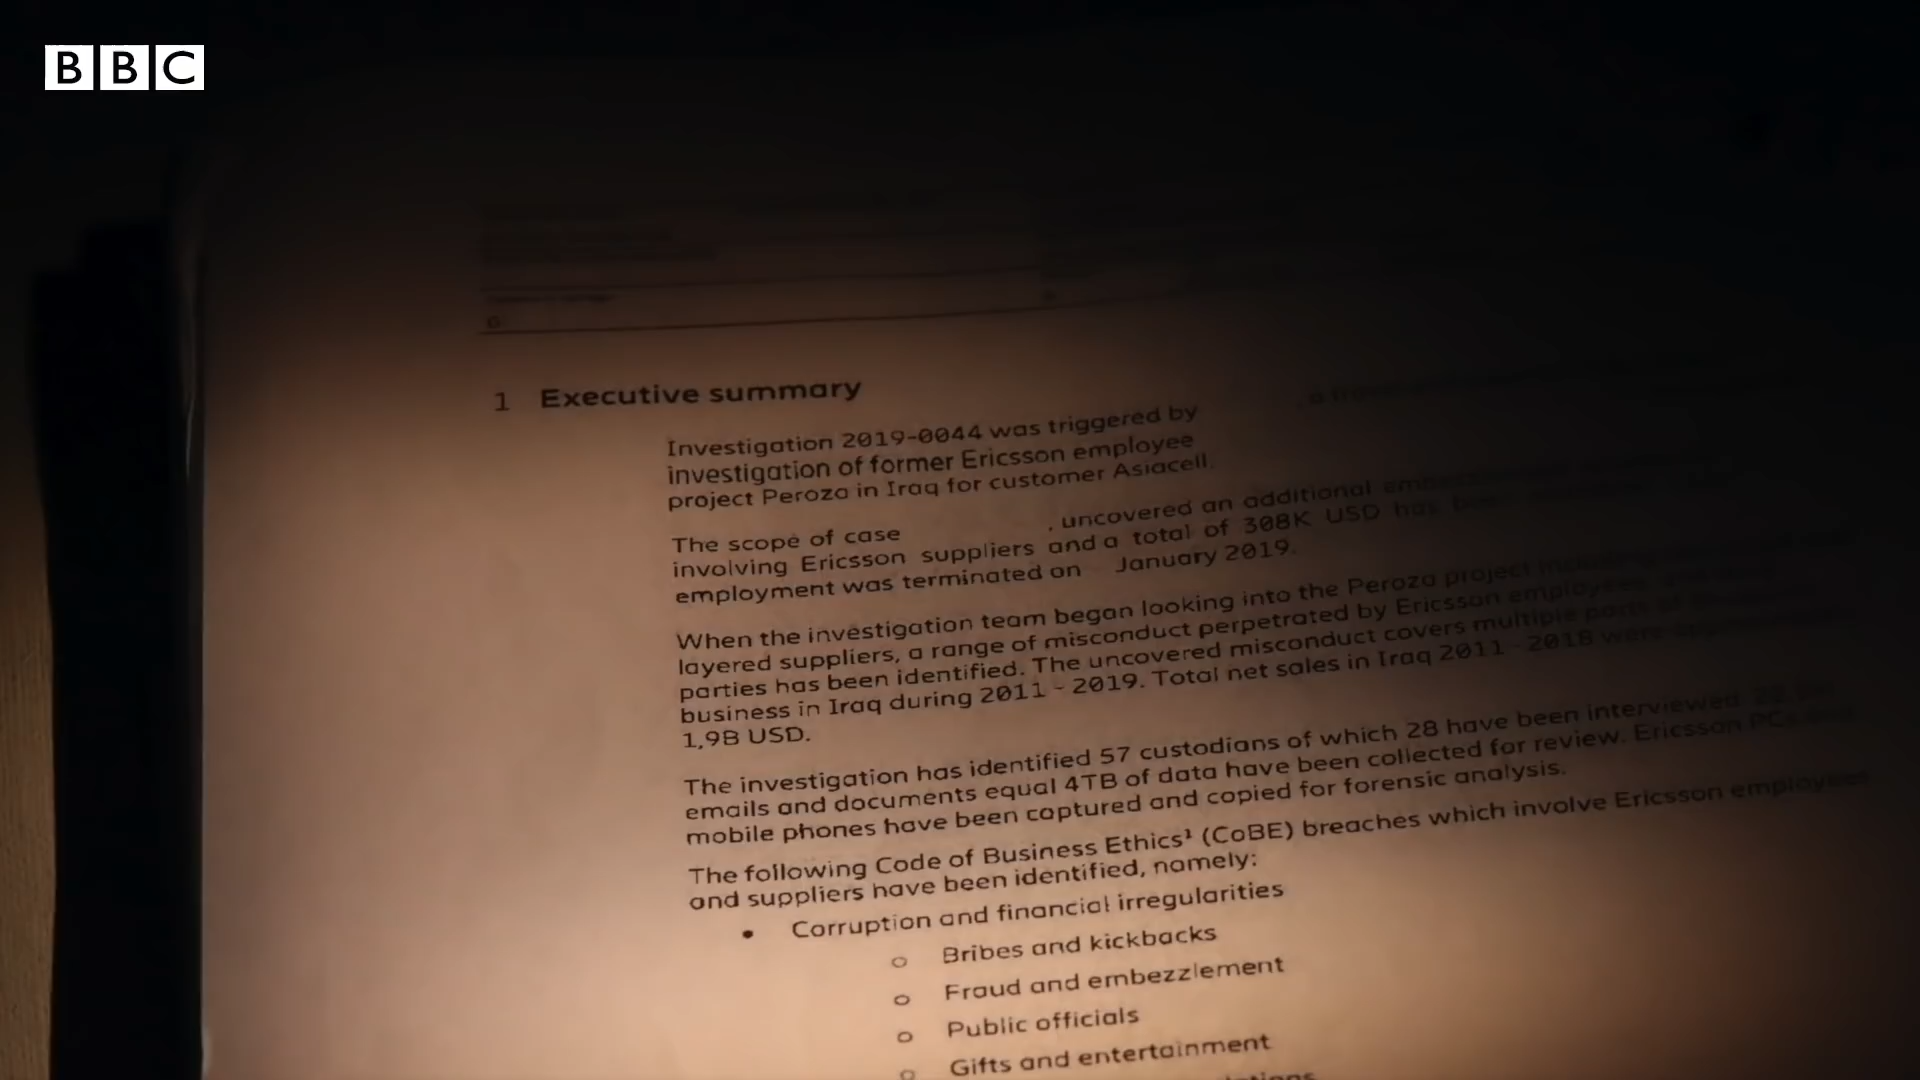 BBC
1 Executive summary
Investigation 2019-0044 was triggered by
investigation of former Ericsson employee
project Peroza in Iraq for customer Asiacell.
The scope of case , uncovered an additional
involving Ericsson suppliers and a total of 308K USD has
employment was terminated on January 2019.
When the investigation team began looking into the Peroza project
layered suppliers, a range of misconduct perpetrated by Ericsson employees
parties has been identified. The uncovered misconduct covers multiple parts of
business in Iraq during 2011 - 2019. Total net sales in Iraq 2011 - 2018 were
1,9B USD.
The investigation has identified 57 custodians of which 28 have been interviewed.
emails and documents equal 4TB of data have been collected for review. Ericsson PCs and
mobile phones have been captured and copied for forensic analysis.
The following Code of Business Ethics¹ (CoBE) breaches which involve Ericsson employees
and suppliers have been identified, namely:
• Corruption and financial irregularities
o Bribes and kickbacks
o Fraud and embezzlement
o Public officials
o Gifts and entertainment